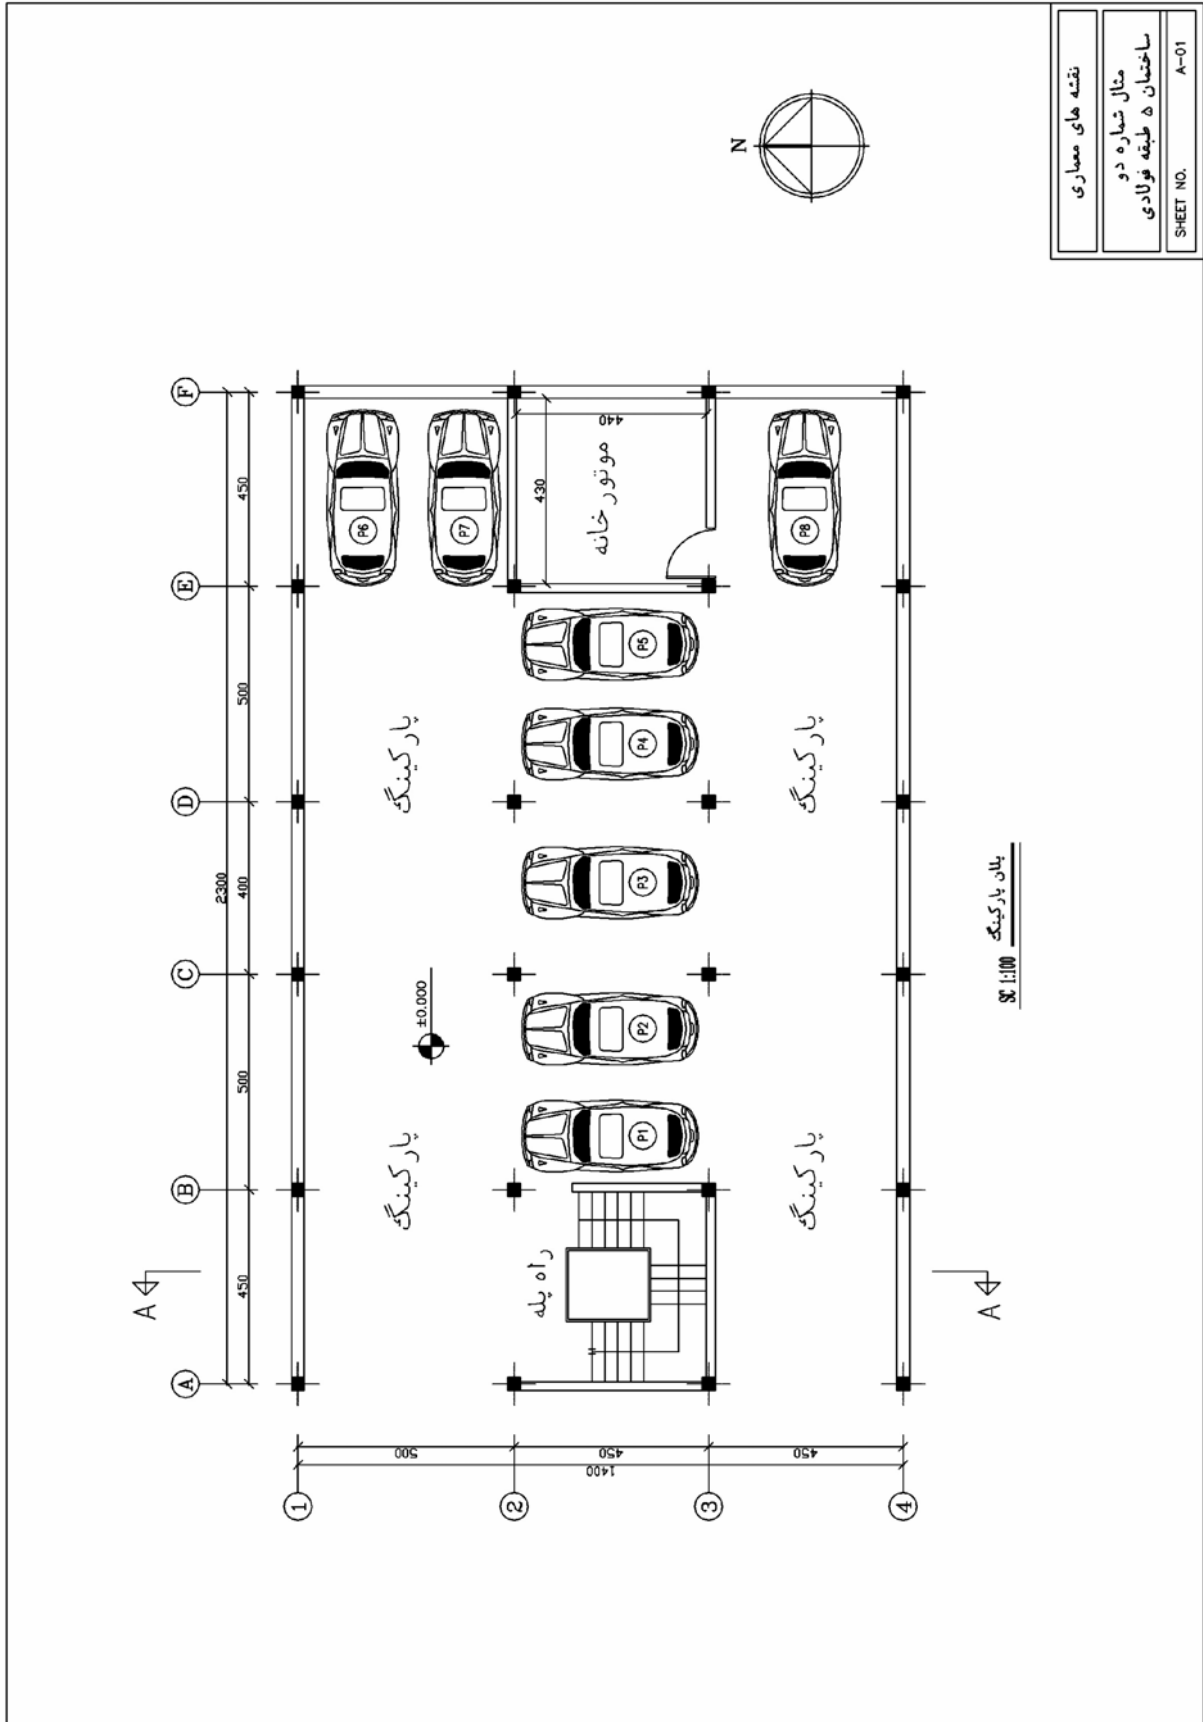 نقشه های معماری
مثال شماره دو
ساختمان ۵ طبقه فولادی
SHEET NO. A-01
N
A
B
C
D
E
F
2300
450
500
400
500
450
1
2
3
4
500
450
450
1400
A
A
±0.000
پارکینگ
پارکینگ
پارکینگ
پارکینگ
راه پله
موتورخانه
430
440
P1
P2
P3
P4
P5
P6
P7
P8
پلان پارکینگ
SC 1:100